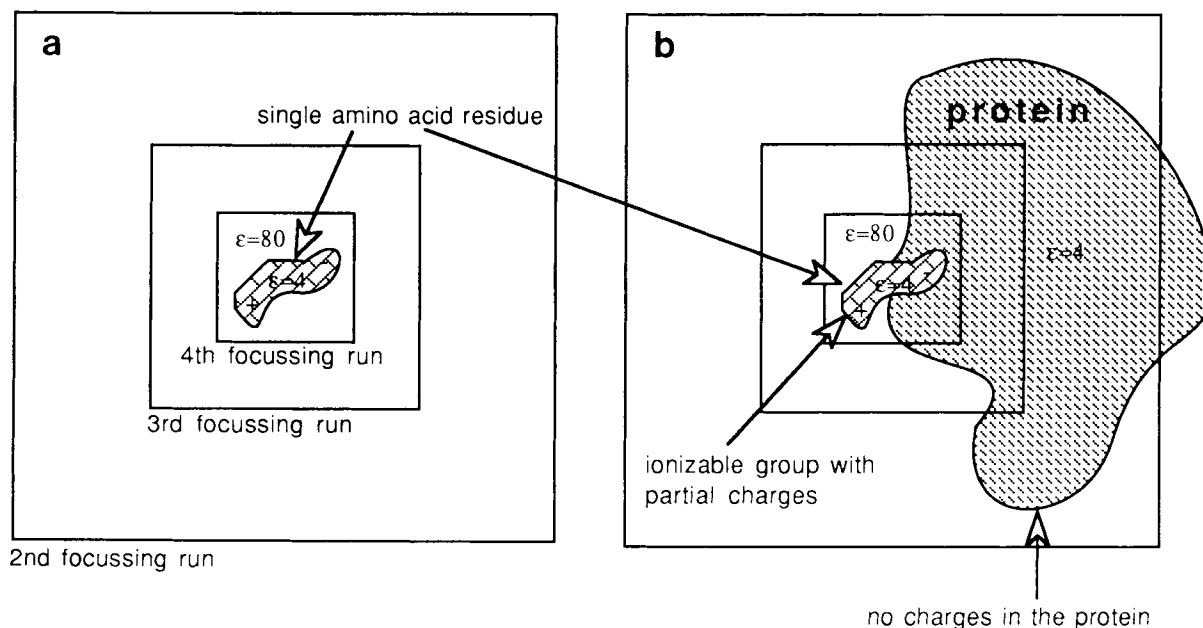 a
single amino acid residue
ε=80
ε=4
+
4th focussing run
3rd focussing run
2nd focussing run
b
protein
ε=80
ε=4
ε=4
+
-
ionizable group with
partial charges
no charges in the protein